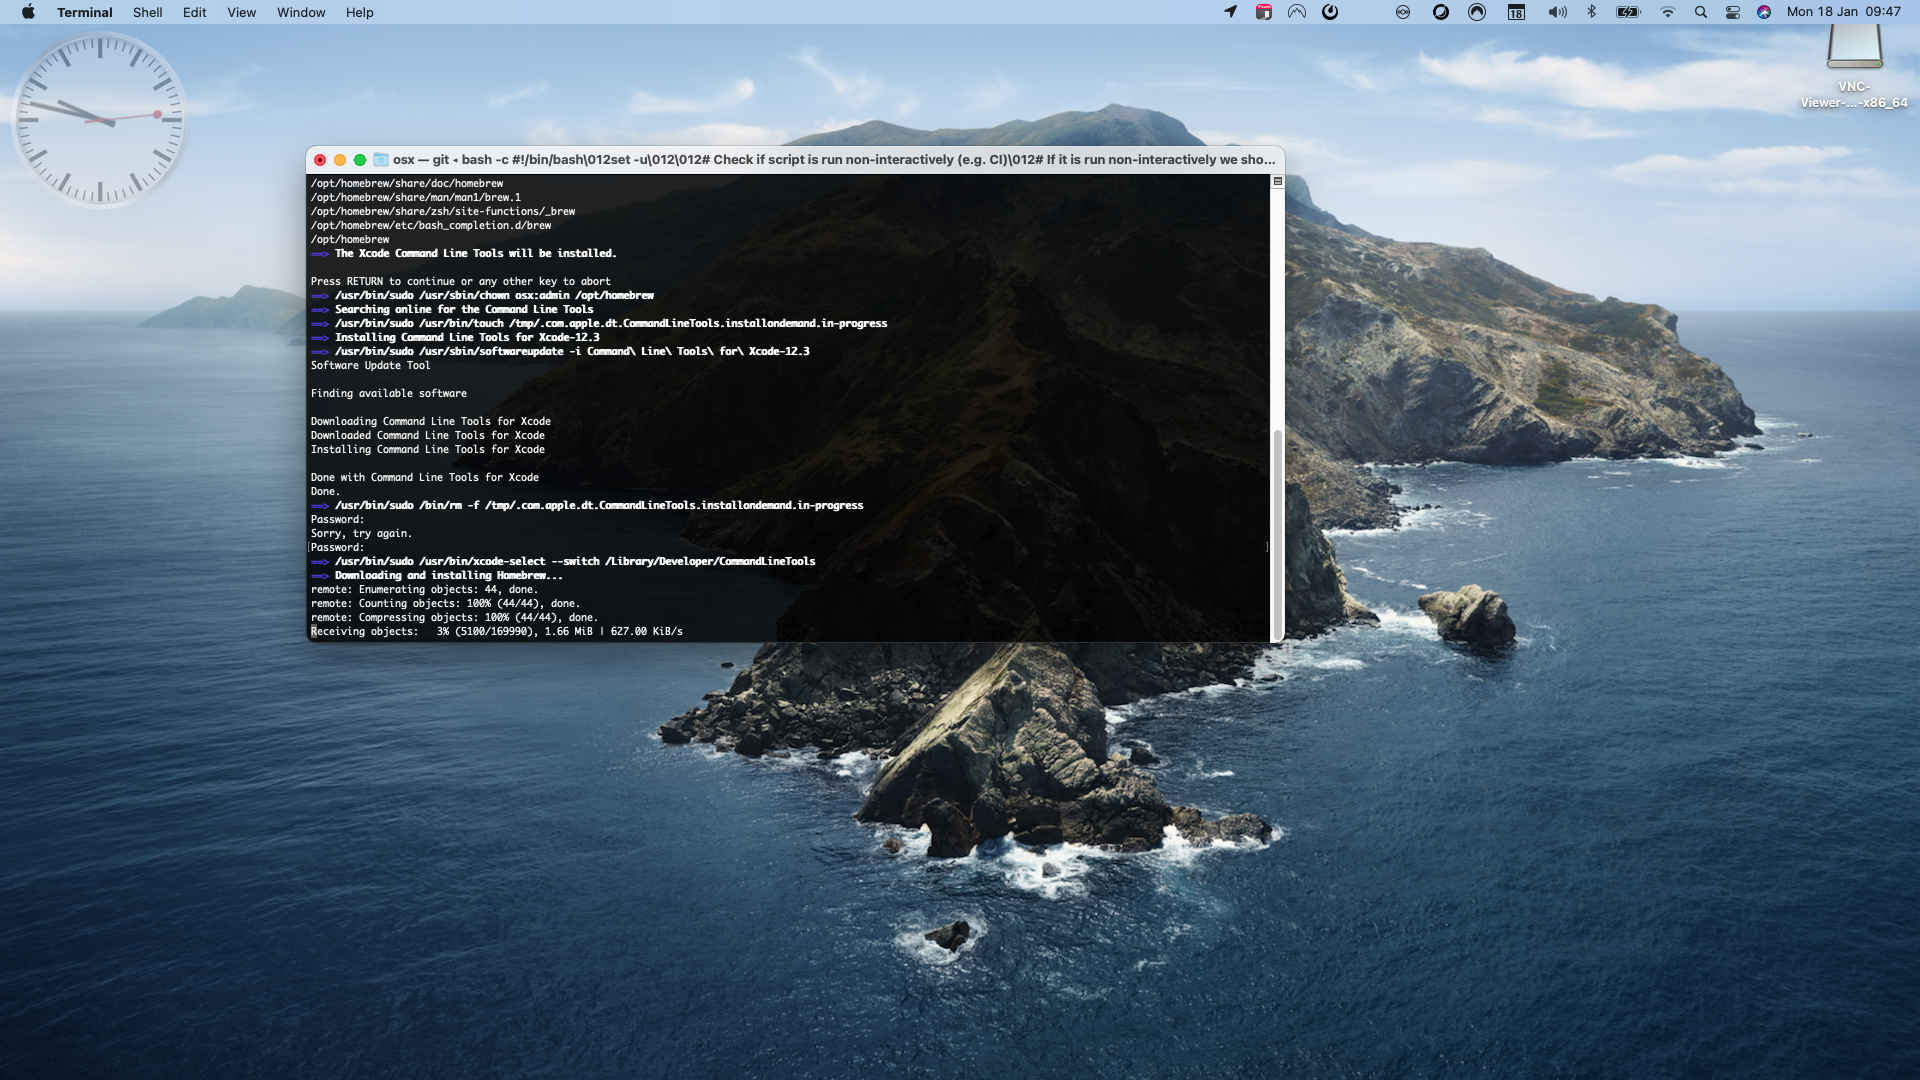 Terminal Shell Edit View Window Help
18 Mon 18 Jan 09:47
VNC-
Viewer-...-x86_64
osx — git ◂ bash -c #!/bin/bash\012set -u\012\012# Check if script is run non-interactively (e.g. CI)\012# If it is run non-interactively we sho...
/opt/homebrew/share/doc/homebrew
/opt/homebrew/share/man/man1/brew.1
/opt/homebrew/share/zsh/site-functions/_brew
/opt/homebrew/etc/bash_completion.d/brew
/opt/homebrew
==> The Xcode Command Line Tools will be installed.
Press RETURN to continue or any other key to abort
==> /usr/bin/sudo /usr/sbin/chown osx:admin /opt/homebrew
==> Searching online for the Command Line Tools
==> /usr/bin/sudo /usr/bin/touch /tmp/.com.apple.dt.CommandLineTools.installondemand.in-progress
==> Installing Command Line Tools for Xcode-12.3
==> /usr/bin/sudo /usr/sbin/softwareupdate -i Command\ Line\ Tools\ for\ Xcode-12.3
Software Update Tool
Finding available software
Downloading Command Line Tools for Xcode
Downloaded Command Line Tools for Xcode
Installing Command Line Tools for Xcode
Done with Command Line Tools for Xcode
Done.
==> /usr/bin/sudo /bin/rm -f /tmp/.com.apple.dt.CommandLineTools.installondemand.in-progress
Password:
Sorry, try again.
[Password: ]
==> /usr/bin/sudo /usr/bin/xcode-select --switch /Library/Developer/CommandLineTools
==> Downloading and installing Homebrew...
remote: Enumerating objects: 44, done.
remote: Counting objects: 100% (44/44), done.
remote: Compressing objects: 100% (44/44), done.
Receiving objects:   3% (5100/169990), 1.66 MiB | 627.00 KiB/s